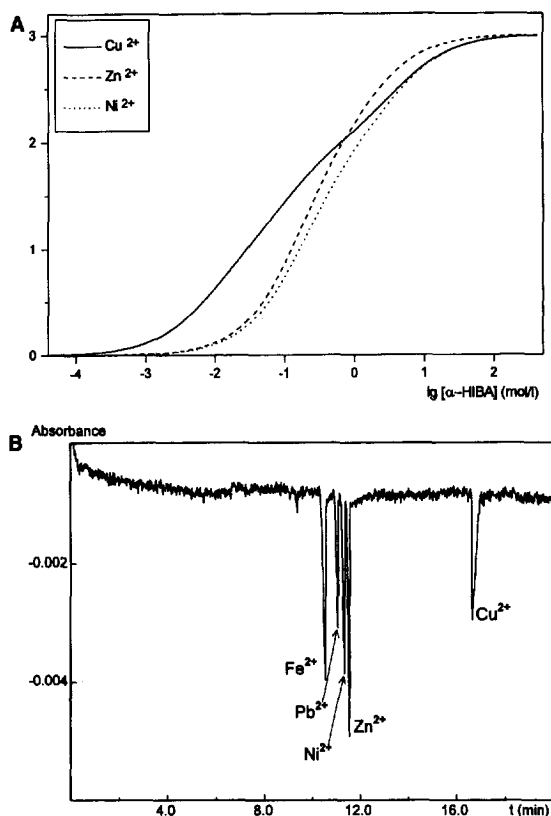 A
3
Cu 2+
Zn 2+
Ni 2+
2
1
0
-4 -3 -2 -1 0 1 2
lg [α-HIBA] (mol/l)
B
Absorbance
-0.002
-0.004
Fe2+
Pb2+
Ni2+
Zn2+
Cu2+
4.0 8.0 12.0 16.0 t (min)